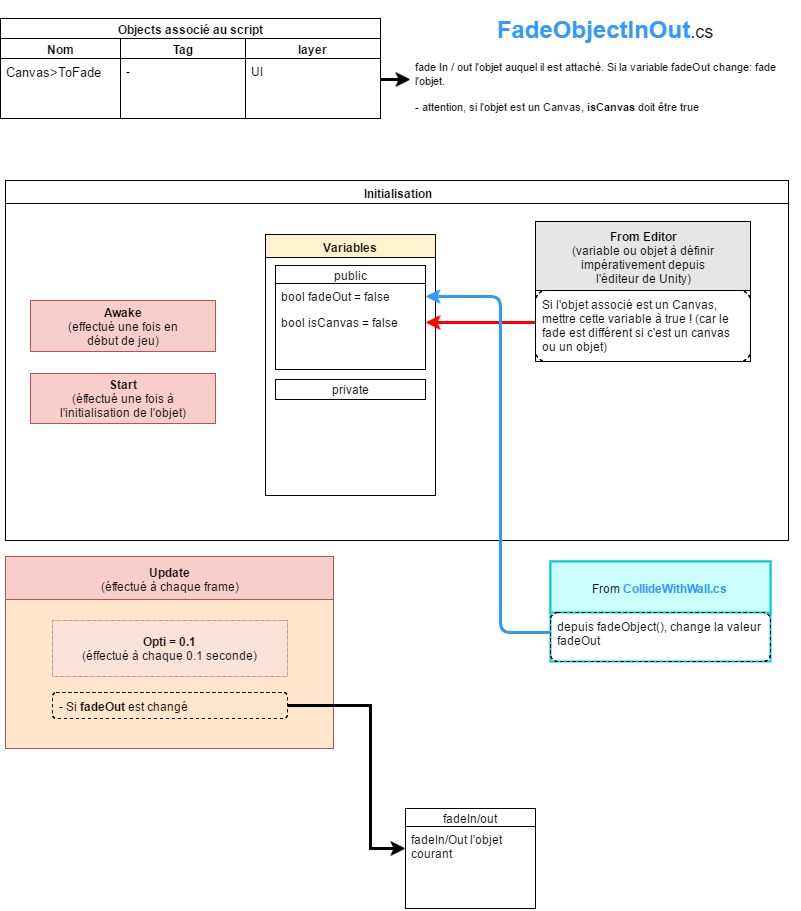 Objects associé au script
Nom Tag layer
Canvas>ToFade - UI
FadeObjectInOut.cs
fade In / out l'objet auquel il est attaché. Si la variable fadeOut change: fade
l'objet.
- attention, si l'objet est un Canvas, isCanvas doit être true
Initialisation
Awake
(effectué une fois en
début de jeu)
Start
(éffectué une fois à
l'initialisation de l'objet)
Variables
public
bool fadeOut = false
bool isCanvas = false
private
From Editor
(variable ou objet à définir
impérativement depuis
l'éditeur de Unity)
Si l'objet associé est un Canvas,
mettre cette variable à true ! (car le
fade est différent si c'est un canvas
ou un objet)
Update
(éffectué à chaque frame)
Opti = 0.1
(éffectué à chaque 0.1 seconde)
- Si fadeOut est changé
From CollideWithWall.cs
depuis fadeObject(), change la valeur
fadeOut
fadeIn/out
fadeIn/Out l'objet
courant